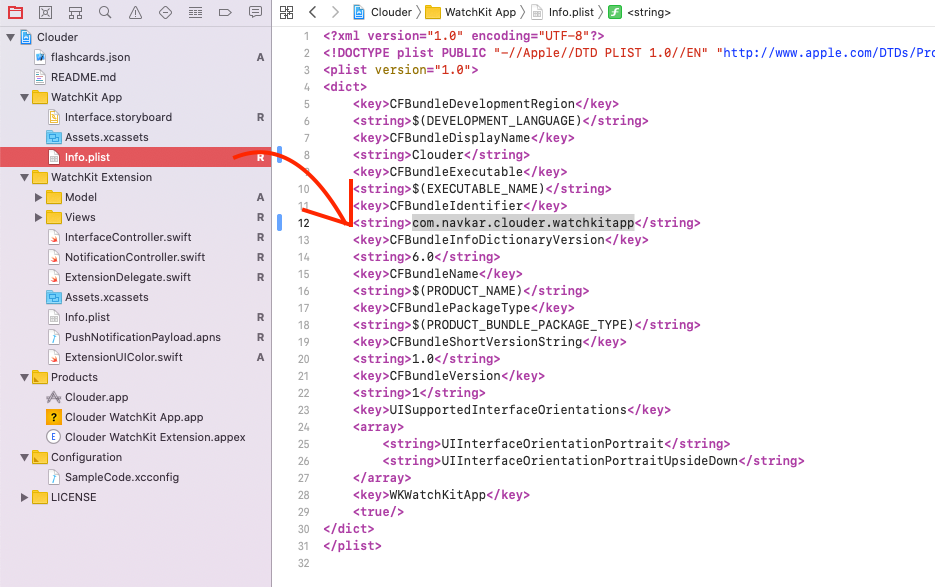 Clouder 〉 WatchKit App 〉 Info.plist 〉 <string>
Clouder
flashcards.json A
README.md
WatchKit App
Interface.storyboard R
Assets.xcassets
Info.plist R
WatchKit Extension
Model A
Views R
InterfaceController.swift R
NotificationController.swift R
ExtensionDelegate.swift R
Assets.xcassets
Info.plist R
PushNotificationPayload.apns R
ExtensionUIColor.swift A
Products
Clouder.app
Clouder WatchKit App.app
Clouder WatchKit Extension.appex
Configuration
SampleCode.xcconfig
LICENSE
1 <?xml version="1.0" encoding="UTF-8"?>
2 <!DOCTYPE plist PUBLIC "-//Apple//DTD PLIST 1.0//EN" "http://www.apple.com/DTDs/Pro
3 <plist version="1.0">
4 <dict>
5 <key>CFBundleDevelopmentRegion</key>
6 <string>$(DEVELOPMENT_LANGUAGE)</string>
7 <key>CFBundleDisplayName</key>
8 <string>Clouder</string>
9 <key>CFBundleExecutable</key>
10 <string>$(EXECUTABLE_NAME)</string>
11 <key>CFBundleIdentifier</key>
12 <string>com.navkar.clouder.watchkitapp</string>
13 <key>CFBundleInfoDictionaryVersion</key>
14 <string>6.0</string>
15 <key>CFBundleName</key>
16 <string>$(PRODUCT_NAME)</string>
17 <key>CFBundlePackageType</key>
18 <string>$(PRODUCT_BUNDLE_PACKAGE_TYPE)</string>
19 <key>CFBundleShortVersionString</key>
20 <string>1.0</string>
21 <key>CFBundleVersion</key>
22 <string>1</string>
23 <key>UISupportedInterfaceOrientations</key>
24 <array>
25 <string>UIInterfaceOrientationPortrait</string>
26 <string>UIInterfaceOrientationPortraitUpsideDown</string>
27 </array>
28 <key>WKWatchKitApp</key>
29 <true/>
30 </dict>
31 </plist>
32